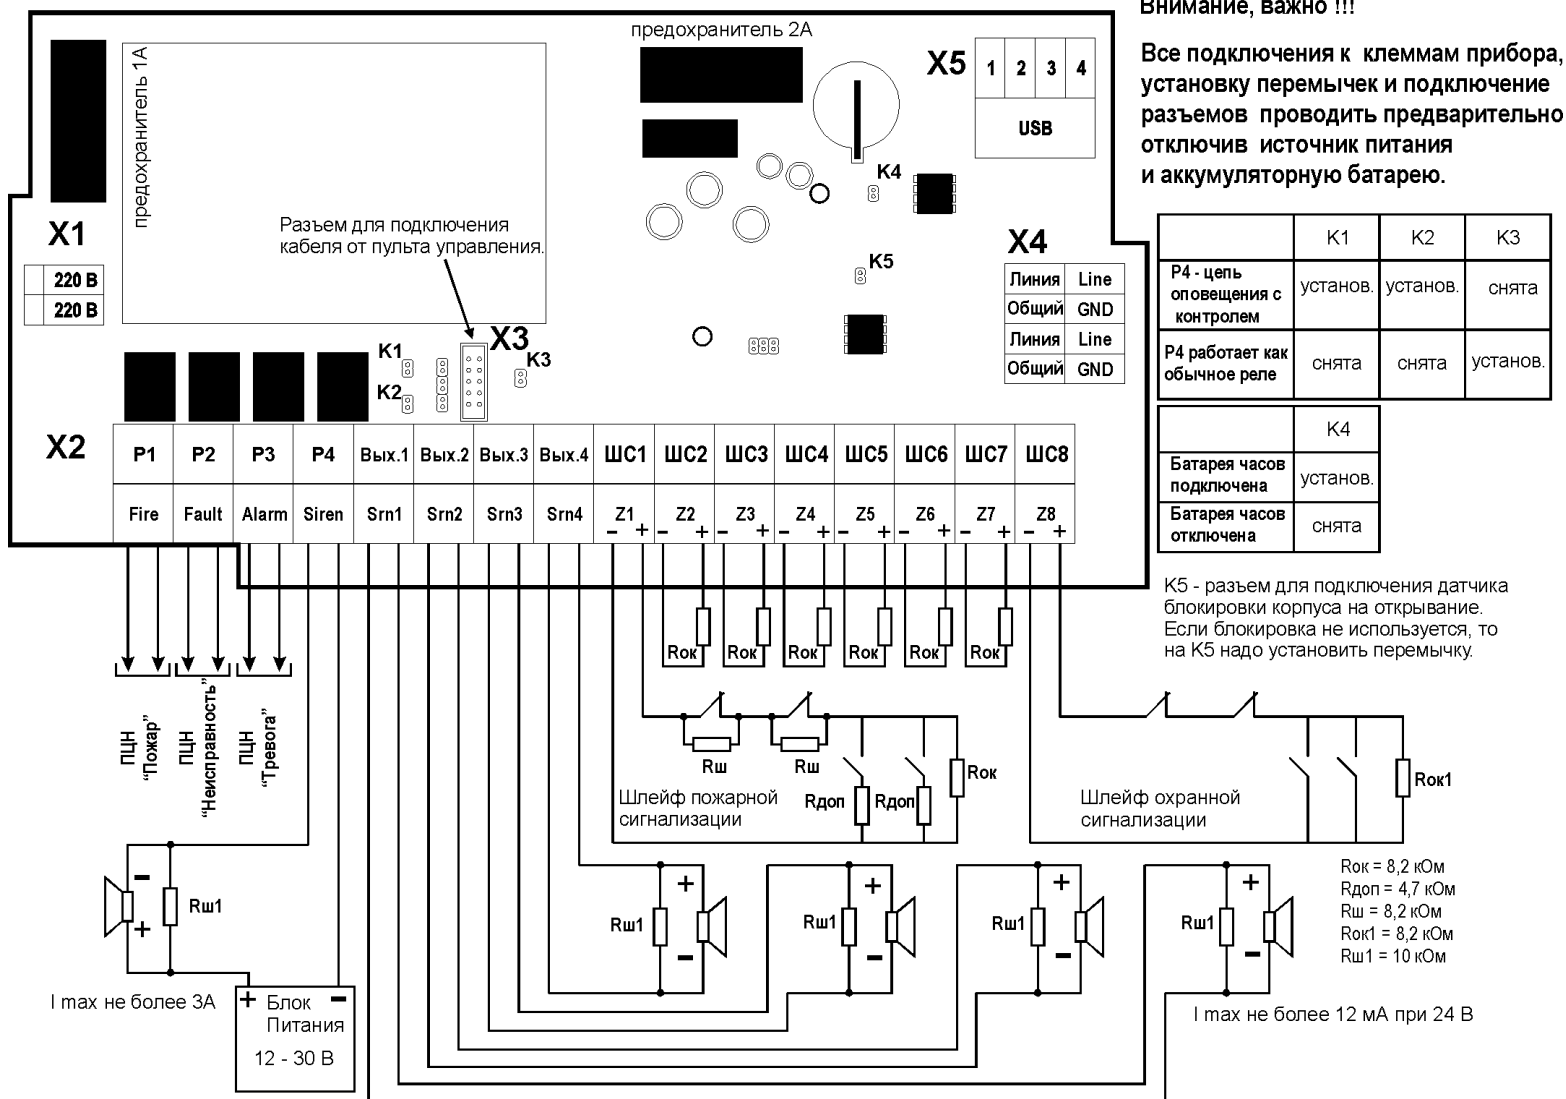 Внимание, важно !!!
Все подключения к клеммам прибора,
установку перемычек и подключение
разъемов проводить предварительно
отключив источник питания
и аккумуляторную батарею.
предохранитель 1А
предохранитель 2А
X5
1 2 3 4
USB
K4
K5
Разъем для подключения
кабеля от пульта управления.
X1
220 В
220 В
X4
Линия Line
Общий GND
Линия Line
Общий GND
X3
K1
K2
K3
K1 K2 K3
P4 - цепь
оповещения с
контролем
установ. установ. снята
P4 работает как
обычное реле
снята снята установ.
K4
Батарея часов
подключена
установ.
Батарея часов
отключена
снята
X2
P1 P2 P3 P4 Вых.1 Вых.2 Вых.3 Вых.4 ШС1 ШС2 ШС3 ШС4 ШС5 ШС6 ШС7 ШС8
Fire Fault Alarm Siren Srn1 Srn2 Srn3 Srn4 Z1 Z2 Z3 Z4 Z5 Z6 Z7 Z8
- + - + - + - + - + - + - + - +
K5 - разъем для подключения датчика
блокировки корпуса на открывание.
Если блокировка не используется, то
на K5 надо установить перемычку.
Rок Rок Rок Rок Rок Rок
ПЦН
“Пожар”
ПЦН
“Неисправность”
ПЦН
“Тревога”
Rш Rш
Rдоп Rдоп
Rок
Шлейф пожарной
сигнализации
Шлейф охранной
сигнализации
Rок1
Rок = 8,2 кОм
Rдоп = 4,7 кОм
Rш = 8,2 кОм
Rок1 = 8,2 кОм
Rш1 = 10 кОм
-
+
Rш1
+
-
Rш1
+
-
Rш1
+
-
Rш1
+
-
Rш1
I max не более 3А
+ Блок -
Питания
12 - 30 В
I max не более 12 мА при 24 В